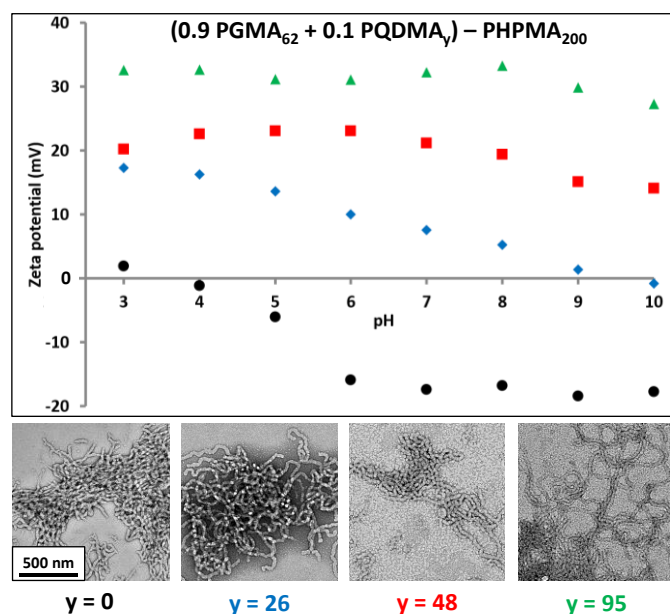 (0.9 PGMA62 + 0.1 PQDMAy) – PHPMA200
Zeta potential (mV)
40
30
20
10
0
-10
-20
3 4 5 6 7 8 9 10
pH
500 nm
y = 0 y = 26 y = 48 y = 95